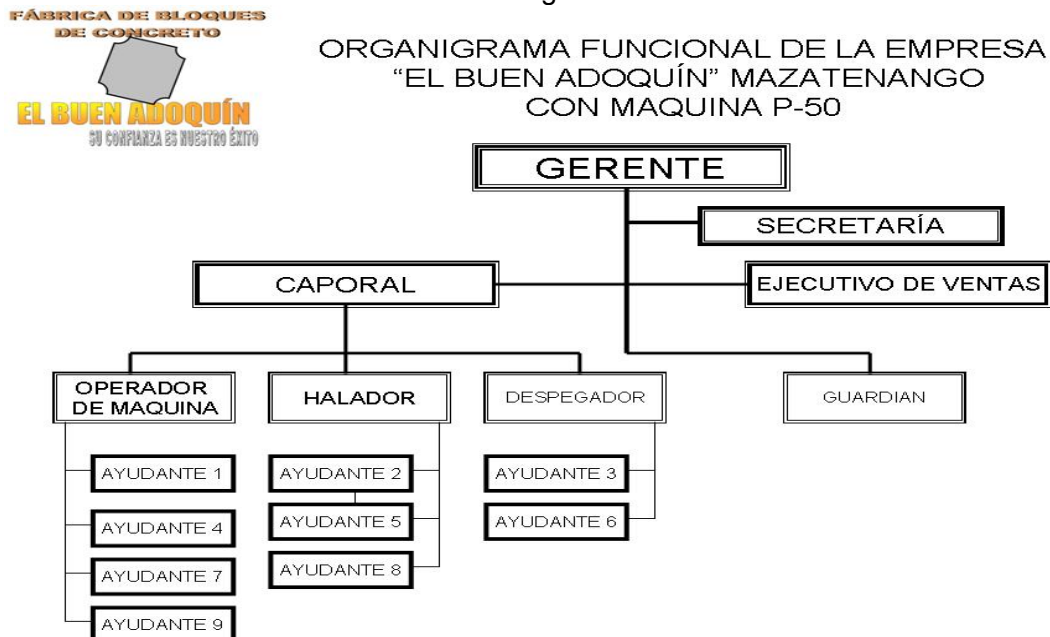 FÁBRICA DE BLOQUES
DE CONCRETO
EL BUEN ADOQUÍN
SU CONFIANZA ES NUESTRO ÉXITO
ORGANIGRAMA FUNCIONAL DE LA EMPRESA
“EL BUEN ADOQUÍN” MAZATENANGO
CON MAQUINA P-50
GERENTE
SECRETARÍA
CAPORAL
EJECUTIVO DE VENTAS
OPERADOR
DE MAQUINA
HALADOR
DESPEGADOR
GUARDIAN
AYUDANTE 1
AYUDANTE 2
AYUDANTE 3
AYUDANTE 4
AYUDANTE 5
AYUDANTE 6
AYUDANTE 7
AYUDANTE 8
AYUDANTE 9